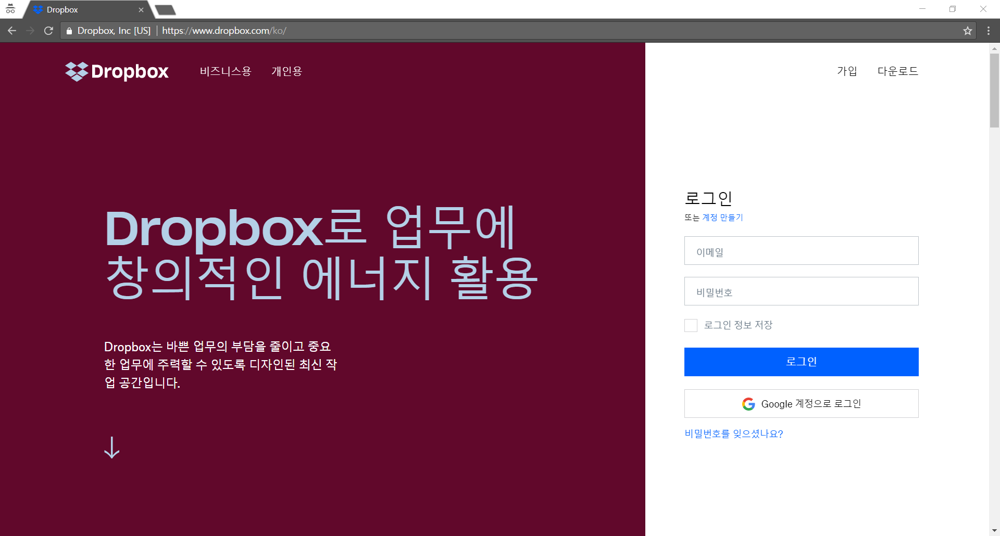 Dropbox
Dropbox, Inc [US] https://www.dropbox.com/ko/
Dropbox 비즈니스용 개인용 가입 다운로드
Dropbox로 업무에
창의적인 에너지 활용
Dropbox는 바쁜 업무의 부담을 줄이고 중요
한 업무에 주력할 수 있도록 디자인된 최신 작
업 공간입니다.
로그인
또는 계정 만들기
이메일
비밀번호
로그인 정보 저장
로그인
Google 계정으로 로그인
비밀번호를 잊으셨나요?